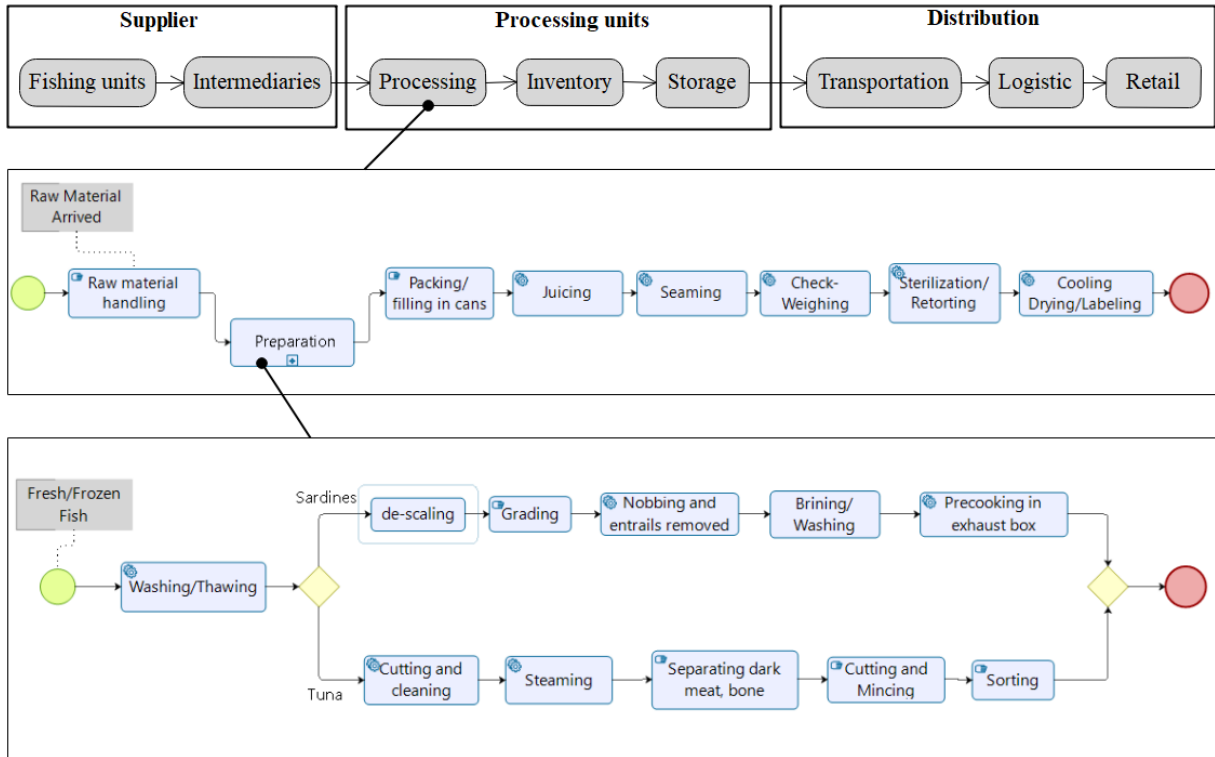 Supplier
Processing units
Distribution
Fishing units
Intermediaries
Processing
Inventory
Storage
Transportation
Logistic
Retail
Raw Material
Arrived
Raw material
handling
Preparation
Packing/
filling in cans
Juicing
Seaming
Check-
Weighing
Sterilization/
Retorting
Cooling
Drying/Labeling
Fresh/Frozen
Fish
Washing/Thawing
Sardines
de-scaling
Grading
Nobbing and
entrails removed
Brining/
Washing
Precooking in
exhaust box
Tuna
Cutting and
cleaning
Steaming
Separating dark
meat, bone
Cutting and
Mincing
Sorting